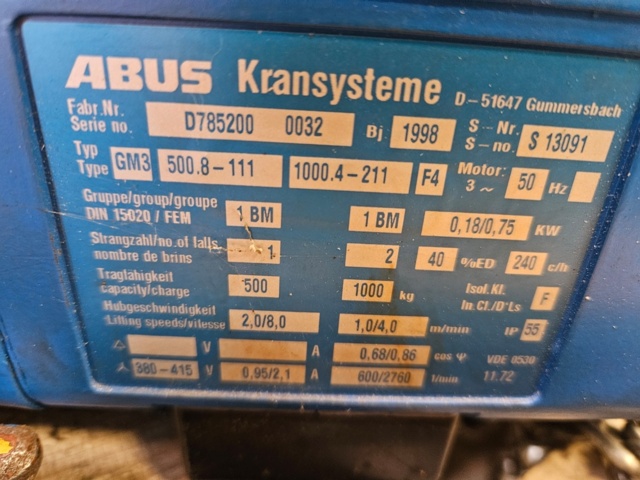 ABUS Kransysteme D-51647 Gummersbach
Fabr.Nr. Serie no. D785200 0032 Bj. 1998 S-Nr. S-no. S 13091
Typ Type GM3 500.8-111 1000.4-211 F4 Motor: 3~ 50 Hz
Gruppe/group/groupe DIN 15020/FEM 1 BM 1 BM 0,18/0,75 KW
Strangzahl/no.of falls nombre de brins 1 2 40 %ED 240 c/h
Tragfähigkeit capacity/charge 500 1000 kg Isol.Kl. In.Cl./D°Ls F
Hubgeschwindigkeit Lifting speeds/vitesse 2,0/8,0 1,0/4,0 m/min IP 55
△ V A 0,68/0,86 cos φ VDE 0530
⅄ 380-415 V 0,95/2,1 A 600/2760 1/min 11.72